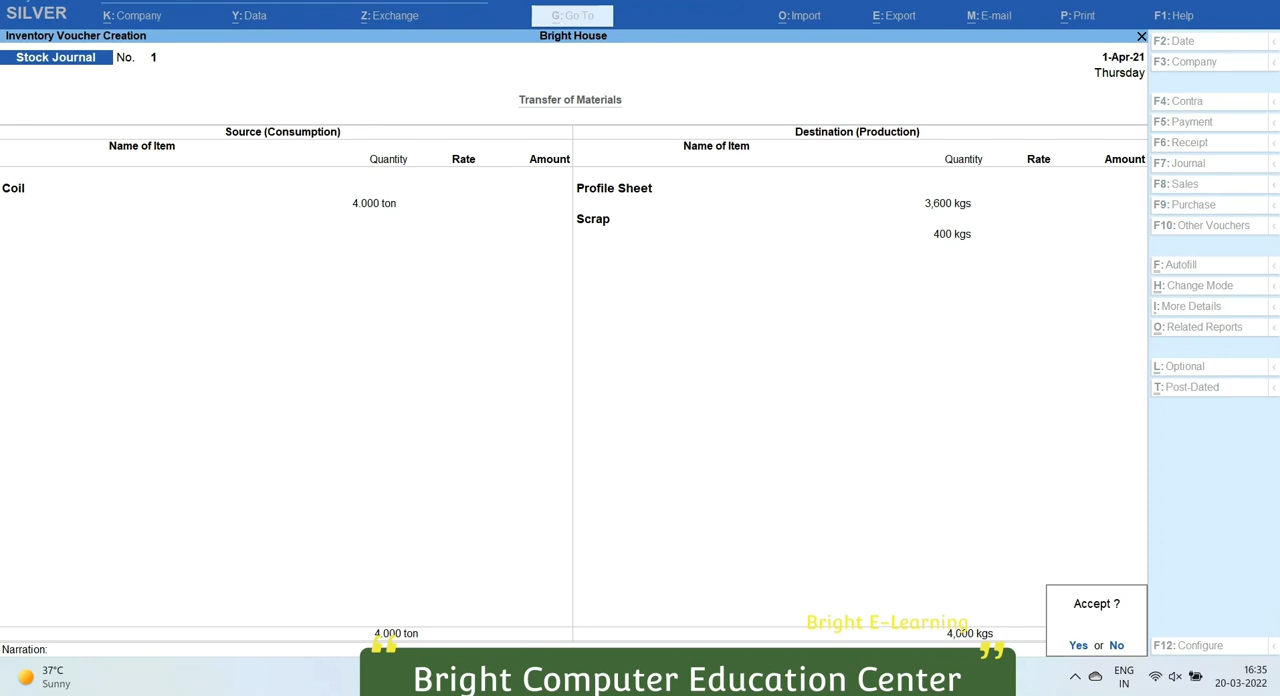 SILVER
K: Company Y: Data Z: Exchange G: Go To O: Import E: Export M: E-mail P: Print F1: Help
Inventory Voucher Creation Bright House
Stock Journal No. 1 1-Apr-21
Thursday
Transfer of Materials
Source (Consumption) Destination (Production)
Name of Item Name of Item
Quantity Rate Amount Quantity Rate Amount
Coil Profile Sheet
4.000 ton 3,600 kgs
Scrap
400 kgs
4.000 ton 4,000 kgs
Narration:
Accept ?
Yes or No
F2: Date
F3: Company
F4: Contra
F5: Payment
F6: Receipt
F7: Journal
F8: Sales
F9: Purchase
F10: Other Vouchers
F: Autofill
H: Change Mode
I: More Details
O: Related Reports
L: Optional
T: Post-Dated
F12: Configure
Bright E-Learning
“ Bright Computer Education Center ”
37°C
Sunny
ENG
IN
16:35
20-03-2022